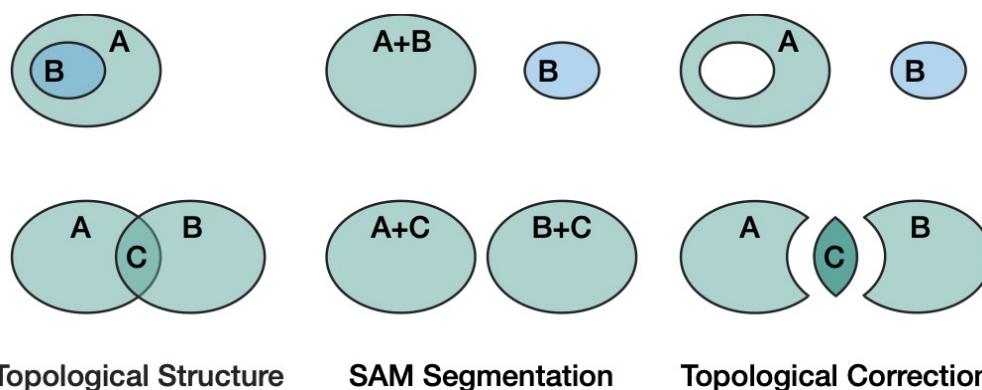 A
B
A+B
B
A
B
A
B
C
A+C
B+C
A
C
B
Topological Structure
SAM Segmentation
Topological Correction